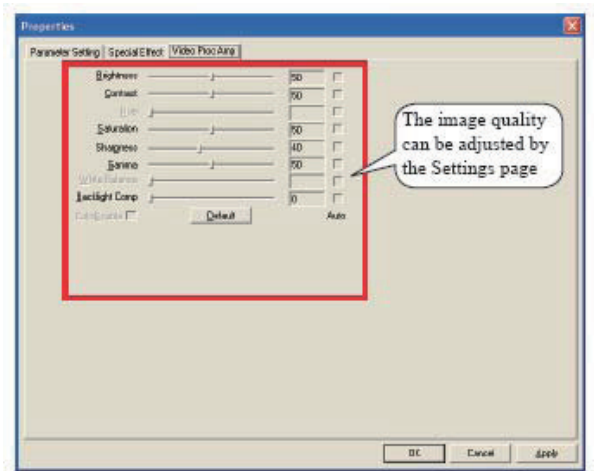 Properties
Parameter Setting Special Effect Video Proc Amp
Brightness 50
Contrast 50
Hue
Saturation 50
Sharpness 40
Gamma 50
White Balance
Backlight Comp 0
ColorEnable Default Auto
The image quality
can be adjusted by
the Settings page
OK Cancel Apply